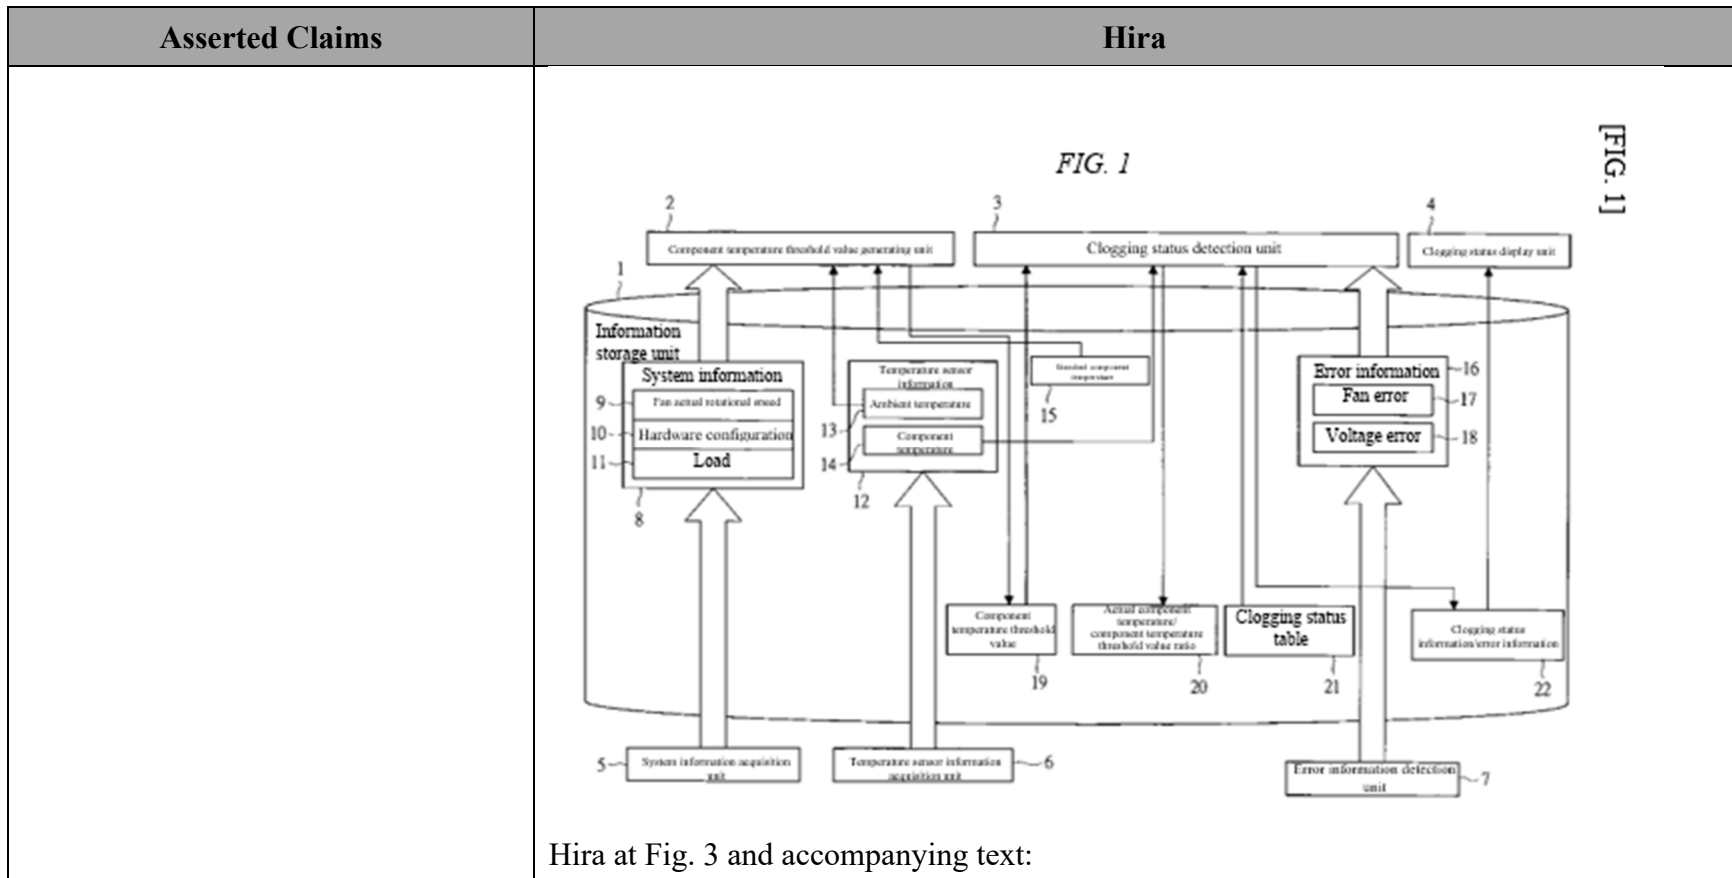 Asserted Claims
Hira
[FIG. 1]
FIG. 1
2
3
4
Component temperature threshold value generating unit
Clogging status detection unit
Clogging status display unit
1
Information
storage unit
System information
9
Fan actual rotational speed
10
Hardware configuration
11
Load
8
Temperature sensor
information
Ambient temperature
13
Component
temperature
14
12
Standard component
temperature
15
Error information
16
Fan error
17
Voltage error
18
Component
temperature threshold
value
19
Actual component
temperature/
component temperature
threshold value ratio
20
Clogging status
table
21
Clogging status
information/error information
22
5
System information acquisition
unit
Temperature sensor information
acquisition unit
6
Error information detection
unit
7
Hira at Fig. 3 and accompanying text: